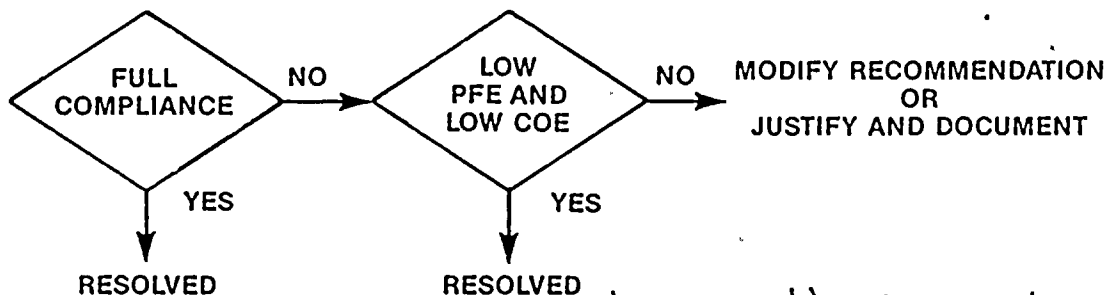 FULL
COMPLIANCE
NO
LOW
PFE AND
LOW COE
NO
MODIFY RECOMMENDATION
OR
JUSTIFY AND DOCUMENT
YES
YES
RESOLVED
RESOLVED